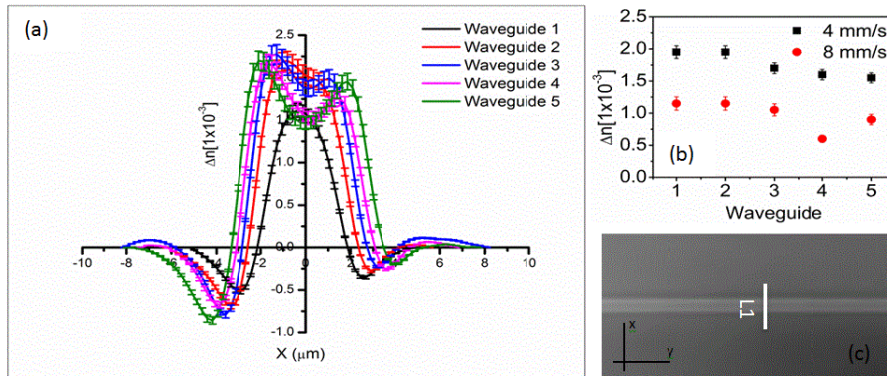 (a)
Waveguide 1
Waveguide 2
Waveguide 3
Waveguide 4
Waveguide 5
Δn[1x10⁻³]
2.5
2.0
1.0
0.5
0.0
-0.5
-1.0
-10
-8
-6
-4
-2
0
2
4
6
8
10
X (μm)
(b)
4 mm/s
8 mm/s
Δn[1x10⁻³]
2.5
2.0
1.5
1.0
0.5
0.0
1
2
3
4
5
Waveguide
L1
x
y
(c)